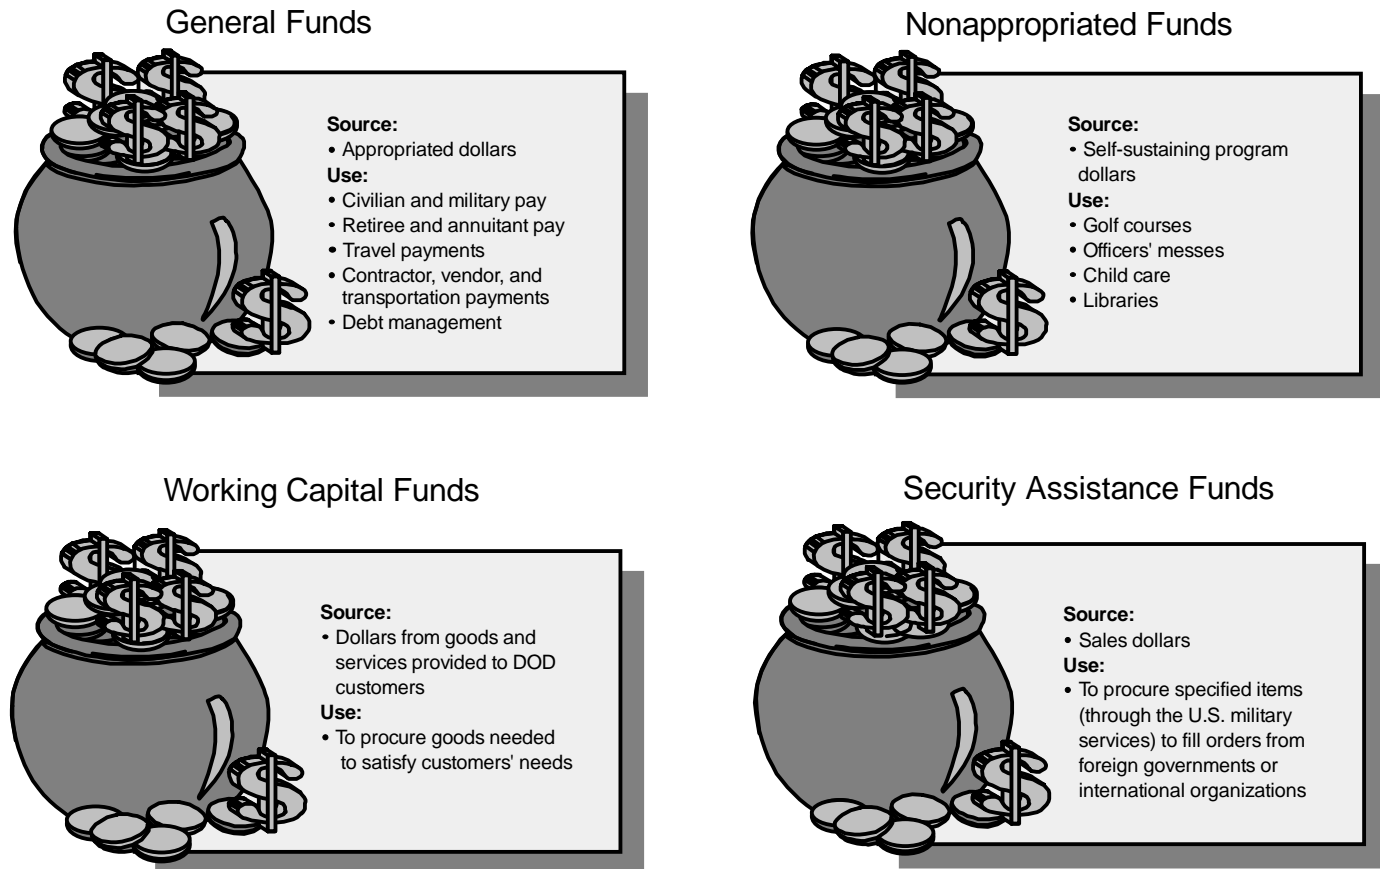 General Funds
Source:
• Appropriated dollars
Use:
• Civilian and military pay
• Retiree and annuitant pay
• Travel payments
• Contractor, vendor, and
transportation payments
• Debt management
Nonappropriated Funds
Source:
• Self-sustaining program
dollars
Use:
• Golf courses
• Officers' messes
• Child care
• Libraries
Working Capital Funds
Source:
• Dollars from goods and
services provided to DOD
customers
Use:
• To procure goods needed
to satisfy customers' needs
Security Assistance Funds
Source:
• Sales dollars
Use:
• To procure specified items
(through the U.S. military
services) to fill orders from
foreign governments or
international organizations